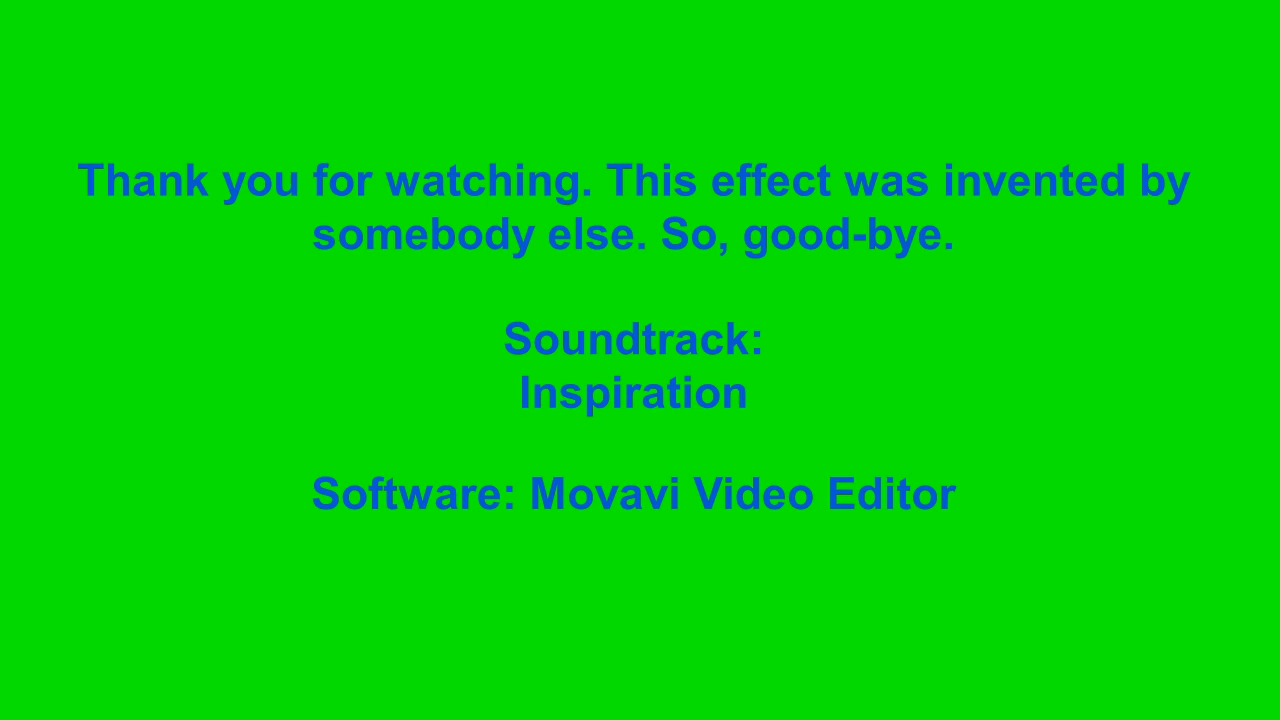 Thank you for watching. This effect was invented by
somebody else. So, good-bye.
Soundtrack:
Inspiration
Software: Movavi Video Editor